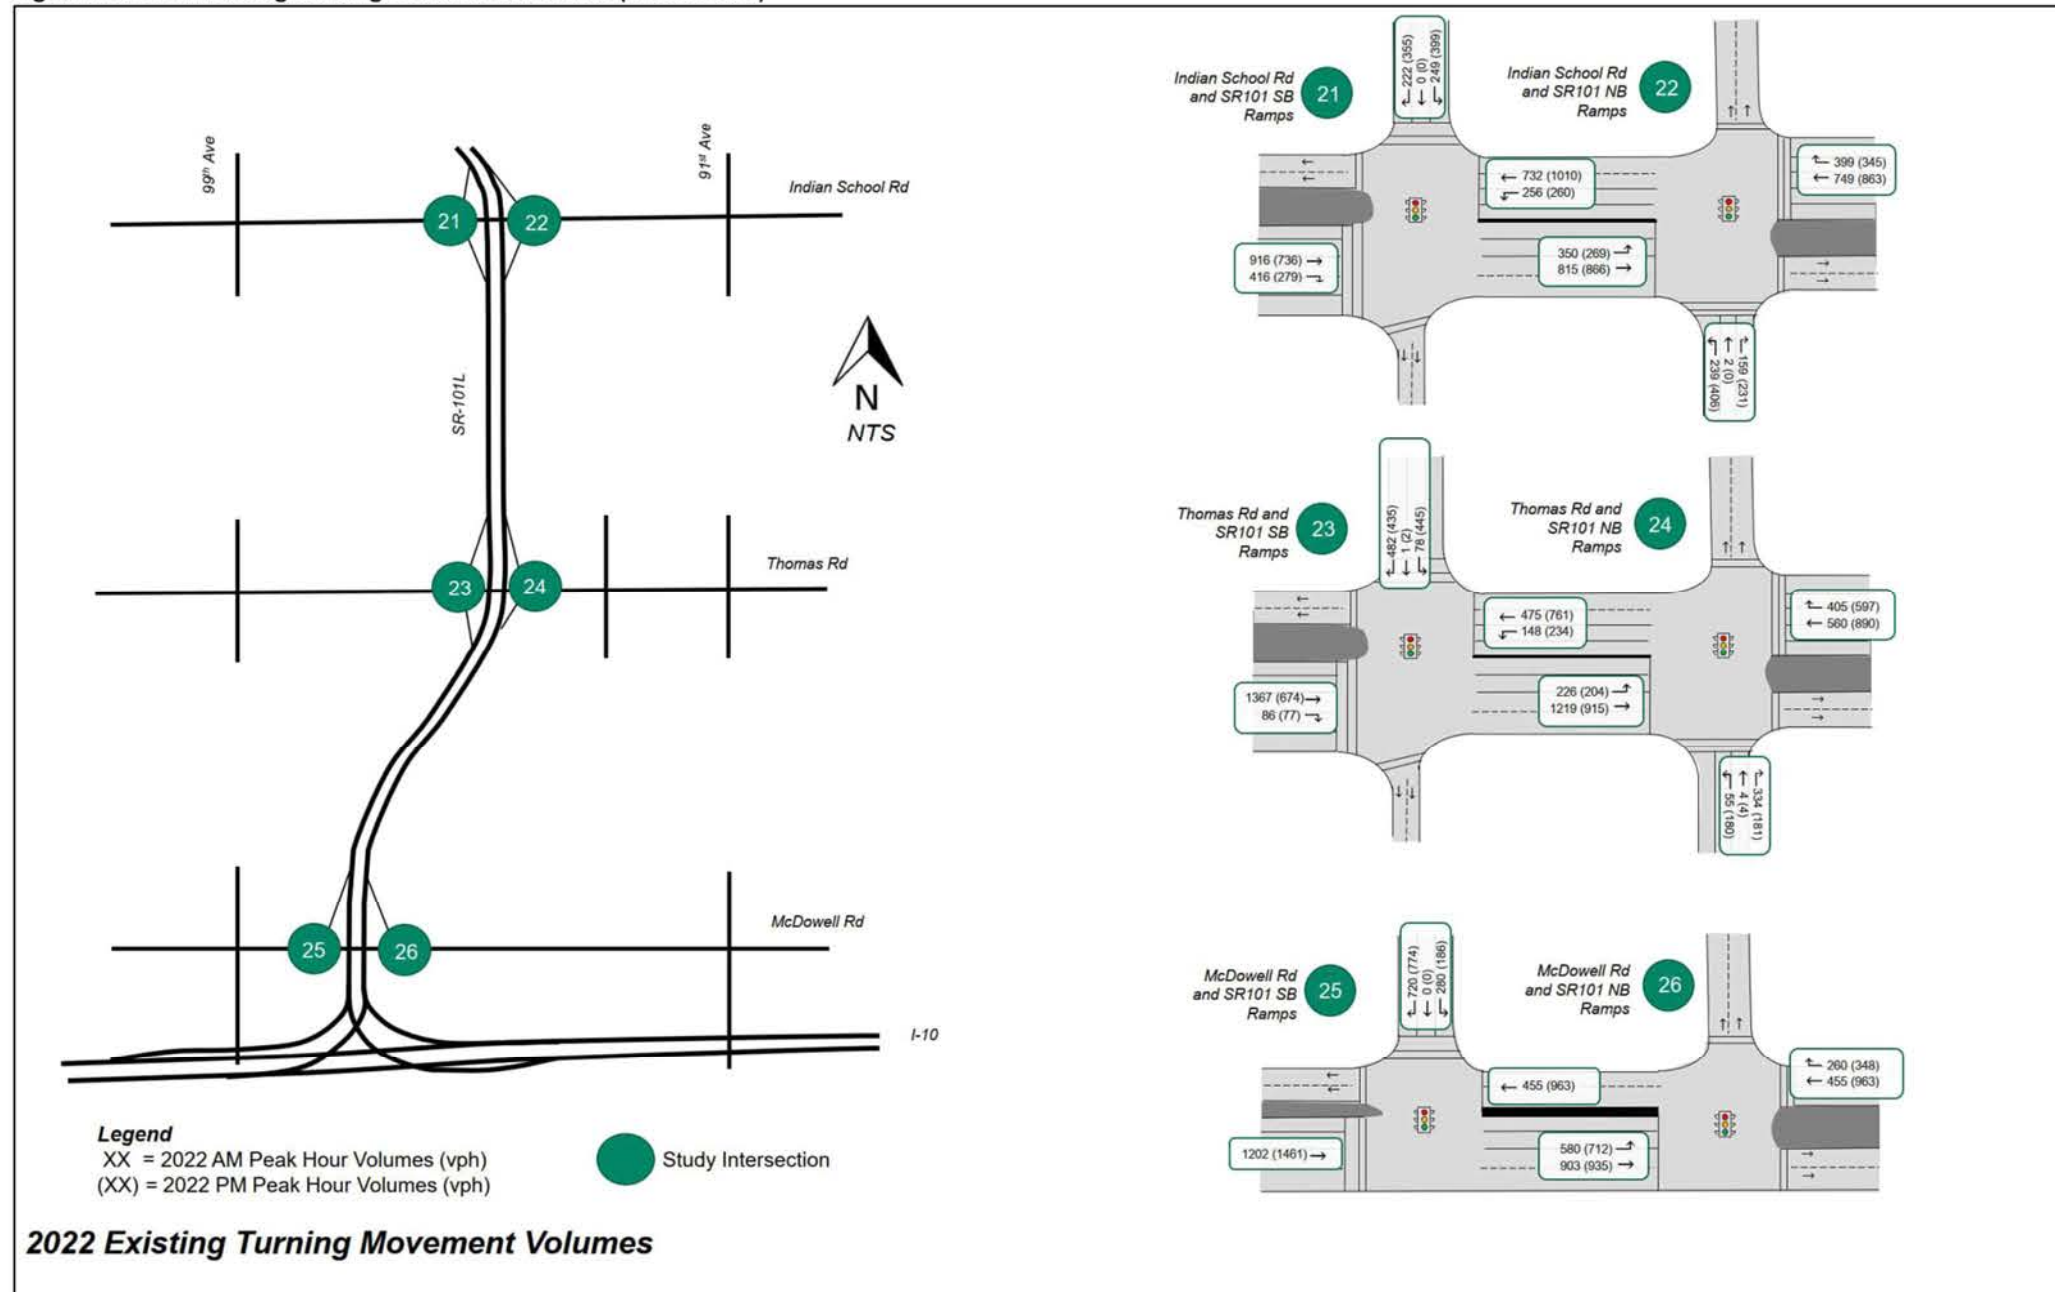 99th Ave
91st Ave
Indian School Rd
21
22
SR-101L
N
NTS
Thomas Rd
23
24
McDowell Rd
25
26
I-10
Legend
XX = 2022 AM Peak Hour Volumes (vph)
(XX) = 2022 PM Peak Hour Volumes (vph)
Study Intersection
2022 Existing Turning Movement Volumes
Indian School Rd
and SR101 SB
Ramps
21
222 (355)
0 (0)
249 (399)
732 (1010)
256 (260)
916 (736)
416 (279)
Indian School Rd
and SR101 NB
Ramps
22
399 (345)
749 (863)
350 (269)
815 (866)
239 (406)
2 (0)
159 (231)
Thomas Rd and
SR101 SB
Ramps
23
482 (435)
1 (2)
78 (445)
475 (761)
148 (234)
1367 (674)
86 (77)
Thomas Rd and
SR101 NB
Ramps
24
405 (597)
560 (890)
226 (204)
1219 (915)
55 (180)
4 (4)
334 (181)
McDowell Rd
and SR101 SB
Ramps
25
720 (774)
0 (0)
280 (186)
455 (963)
1202 (1461)
McDowell Rd
and SR101 NB
Ramps
26
260 (348)
455 (963)
580 (712)
903 (935)